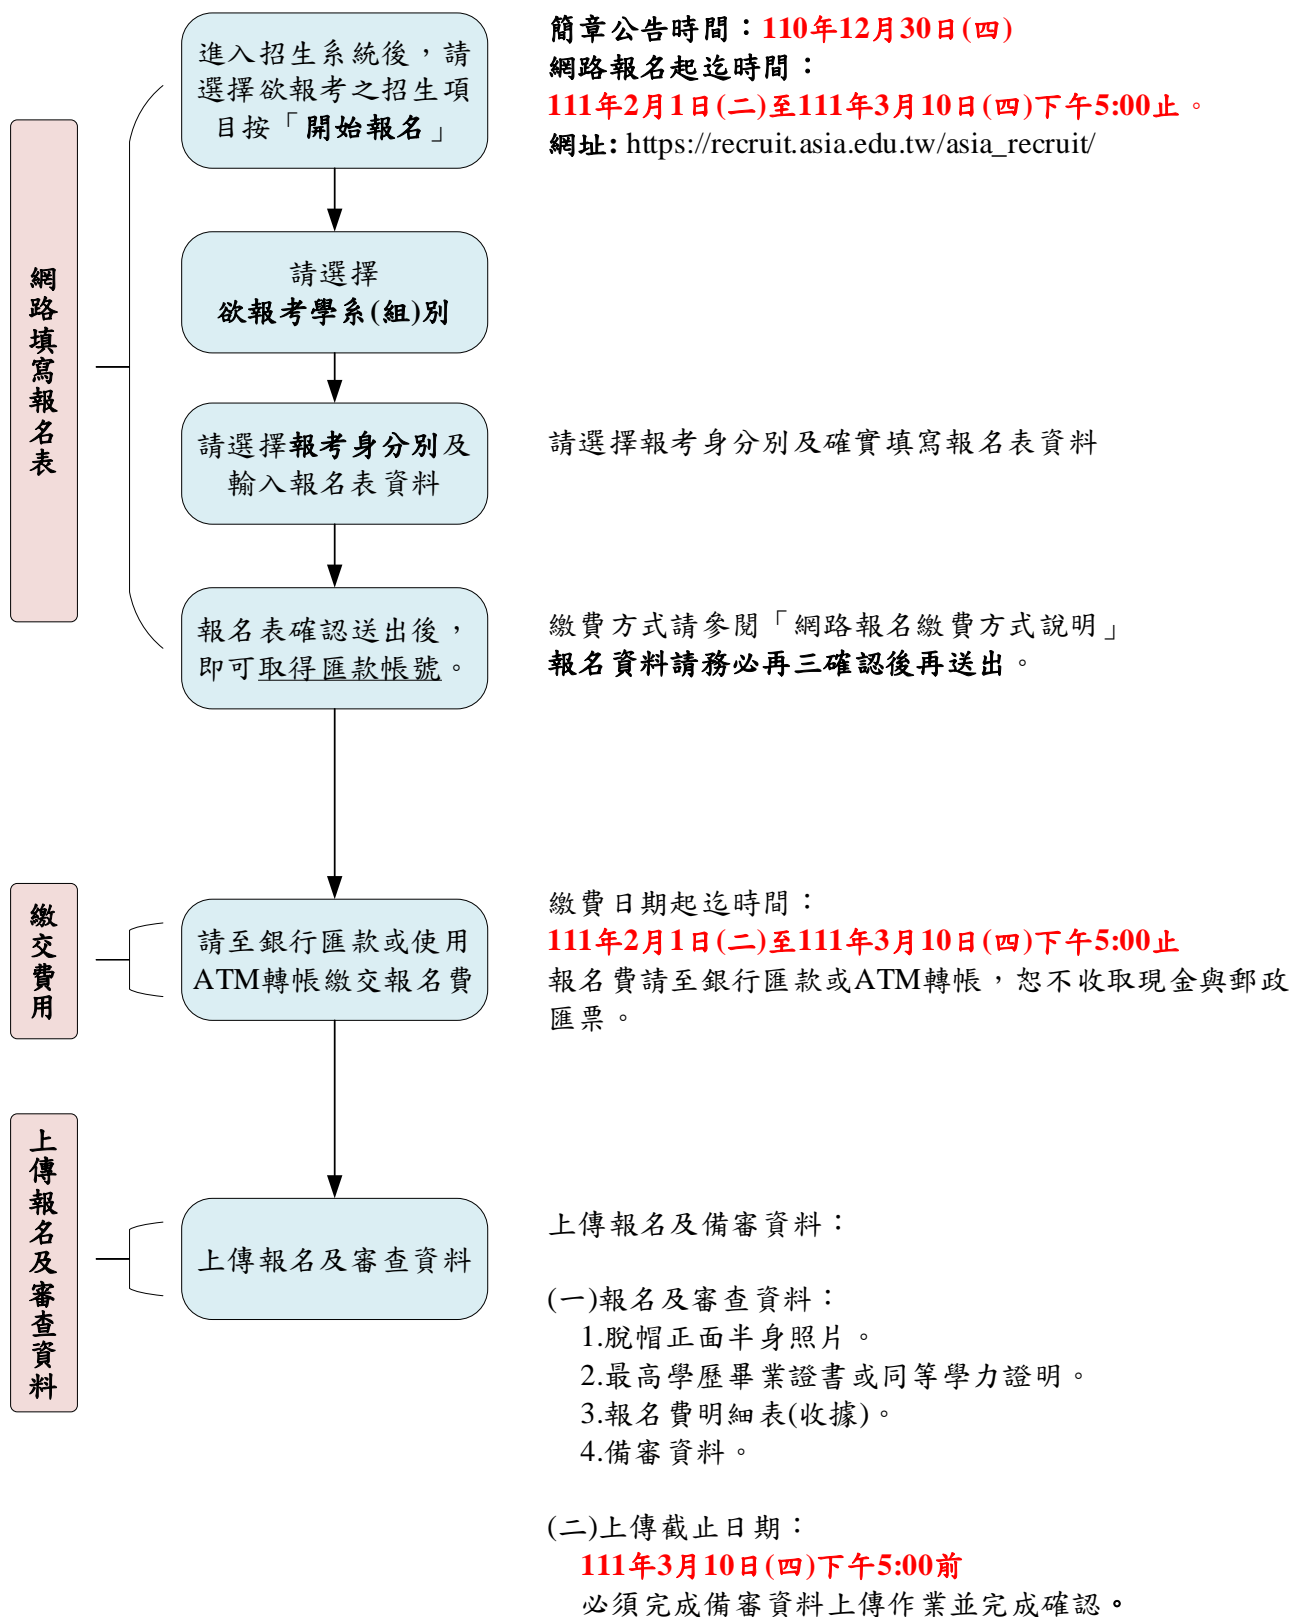 網路填寫報名表
進入招生系統後，請
選擇欲報考之招生項
目按「開始報名」
簡章公告時間：110年12月30日(四)
網路報名起迄時間：
111年2月1日(二)至111年3月10日(四)下午5:00止。
網址: https://recruit.asia.edu.tw/asia_recruit/
請選擇
欲報考學系(組)別
請選擇報考身分別及
輸入報名表資料
請選擇報考身分別及確實填寫報名表資料
報名表確認送出後，
即可取得匯款帳號。
繳費方式請參閱「網路報名繳費方式說明」
報名資料請務必再三確認後再送出。
繳交費用
請至銀行匯款或使用
ATM轉帳繳交報名費
繳費日期起迄時間：
111年2月1日(二)至111年3月10日(四)下午5:00止
報名費請至銀行匯款或ATM轉帳，恕不收取現金與郵政
匯票。
上傳報名及審查資料
上傳報名及審查資料
上傳報名及備審資料：
(一)報名及審查資料：
1.脫帽正面半身照片。
2.最高學歷畢業證書或同等學力證明。
3.報名費明細表(收據)。
4.備審資料。
(二)上傳截止日期：
111年3月10日(四)下午5:00前
必須完成備審資料上傳作業並完成確認。